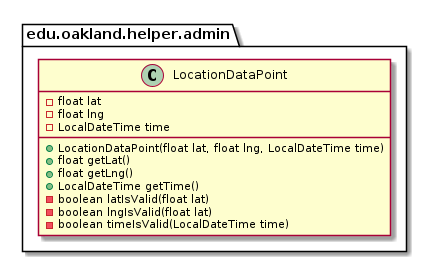 edu.oakland.helper.admin
C LocationDataPoint
float lat
float lng
LocalDateTime time
LocationDataPoint(float lat, float lng, LocalDateTime time)
float getLat()
float getLng()
LocalDateTime getTime()
boolean latIsValid(float lat)
boolean lngIsValid(float lat)
boolean timeIsValid(LocalDateTime time)